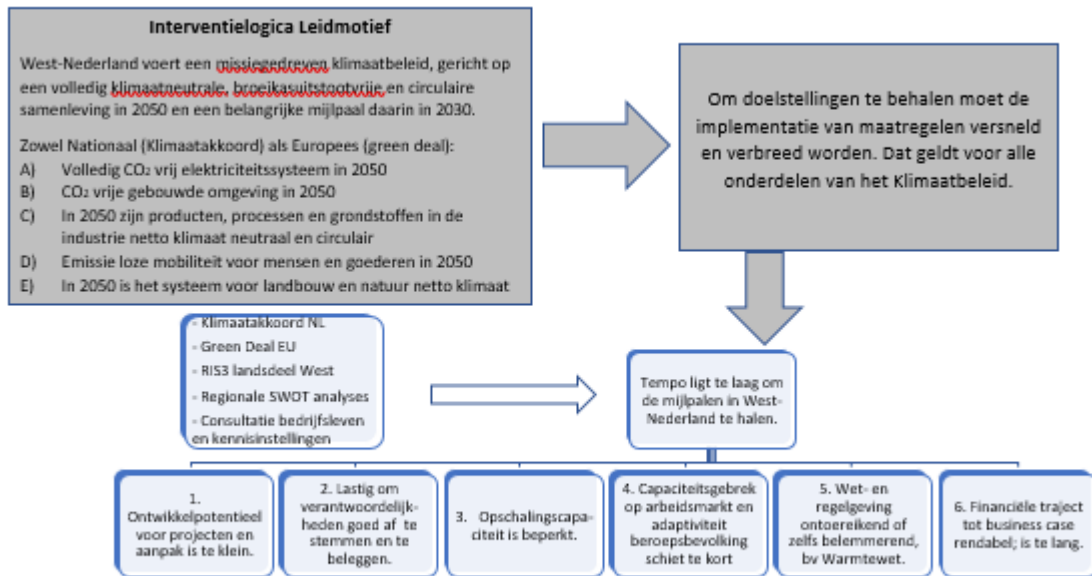 Interventielogica Leidmotief
West-Nederland voert een missiegedreven klimaatbeleid, gericht op
een volledig klimaatneutrale, broeikasuitstootvrije en circulaire
samenleving in 2050 en een belangrijke mijlpaal daarin in 2030.
Zowel Nationaal (Klimaatakkoord) als Europees (green deal):
A) Volledig CO₂ vrij elektriciteitssysteem in 2050
B) CO₂ vrije gebouwde omgeving in 2050
C) In 2050 zijn producten, processen en grondstoffen in de
industrie netto klimaat neutraal en circulair
D) Emissie loze mobiliteit voor mensen en goederen in 2050
E) In 2050 is het systeem voor landbouw en natuur netto klimaat
Om doelstellingen te behalen moet de
implementatie van maatregelen versneld
en verbreed worden. Dat geldt voor alle
onderdelen van het Klimaatbeleid.
- Klimaatakkoord NL
- Green Deal EU
- RIS3 landsdeel West
- Regionale SWOT analyses
- Consultatie bedrijfsleven
en kennisinstellingen
Tempo ligt te laag om
de mijlpalen in West-
Nederland te halen.
1.
Ontwikkelpotentieel
voor projecten en
aanpak is te klein.
2. Lastig om
verantwoordelijk-
heden goed af te
stemmen en te
beleggen.
3. Opschalingscapa-
citeit is beperkt.
4. Capaciteitsgebrek
op arbeidsmarkt en
adaptiviteit
beroepsbevolking
schiet te kort
5. Wet- en
regelgeving
ontoereikend of
zelfs belemmerend,
bv Warmtewet.
6. Financiële traject
tot business case
rendabel; is te lang.